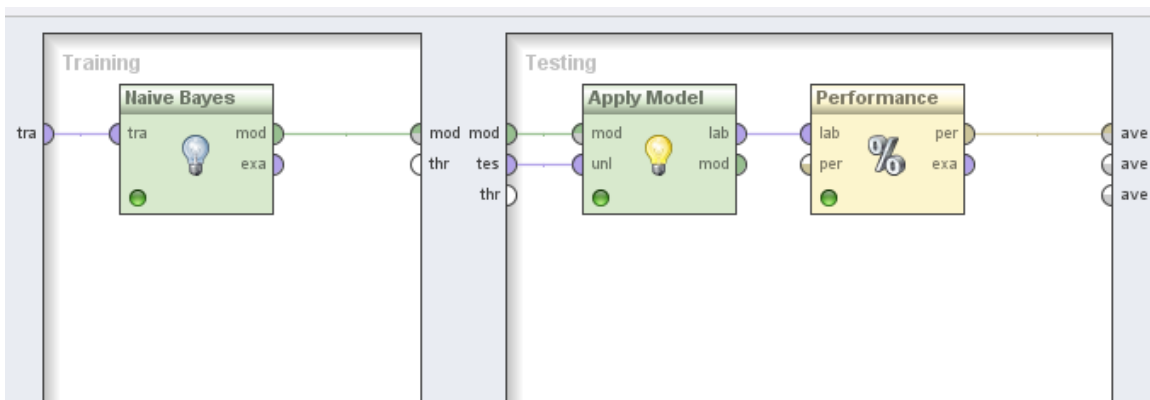 Training
Testing
Naive Bayes
Apply Model
Performance
tra
tra
mod
mod
mod
mod
lab
lab
per
ave
exa
thr
tes
unl
mod
per
exa
ave
thr
ave
%